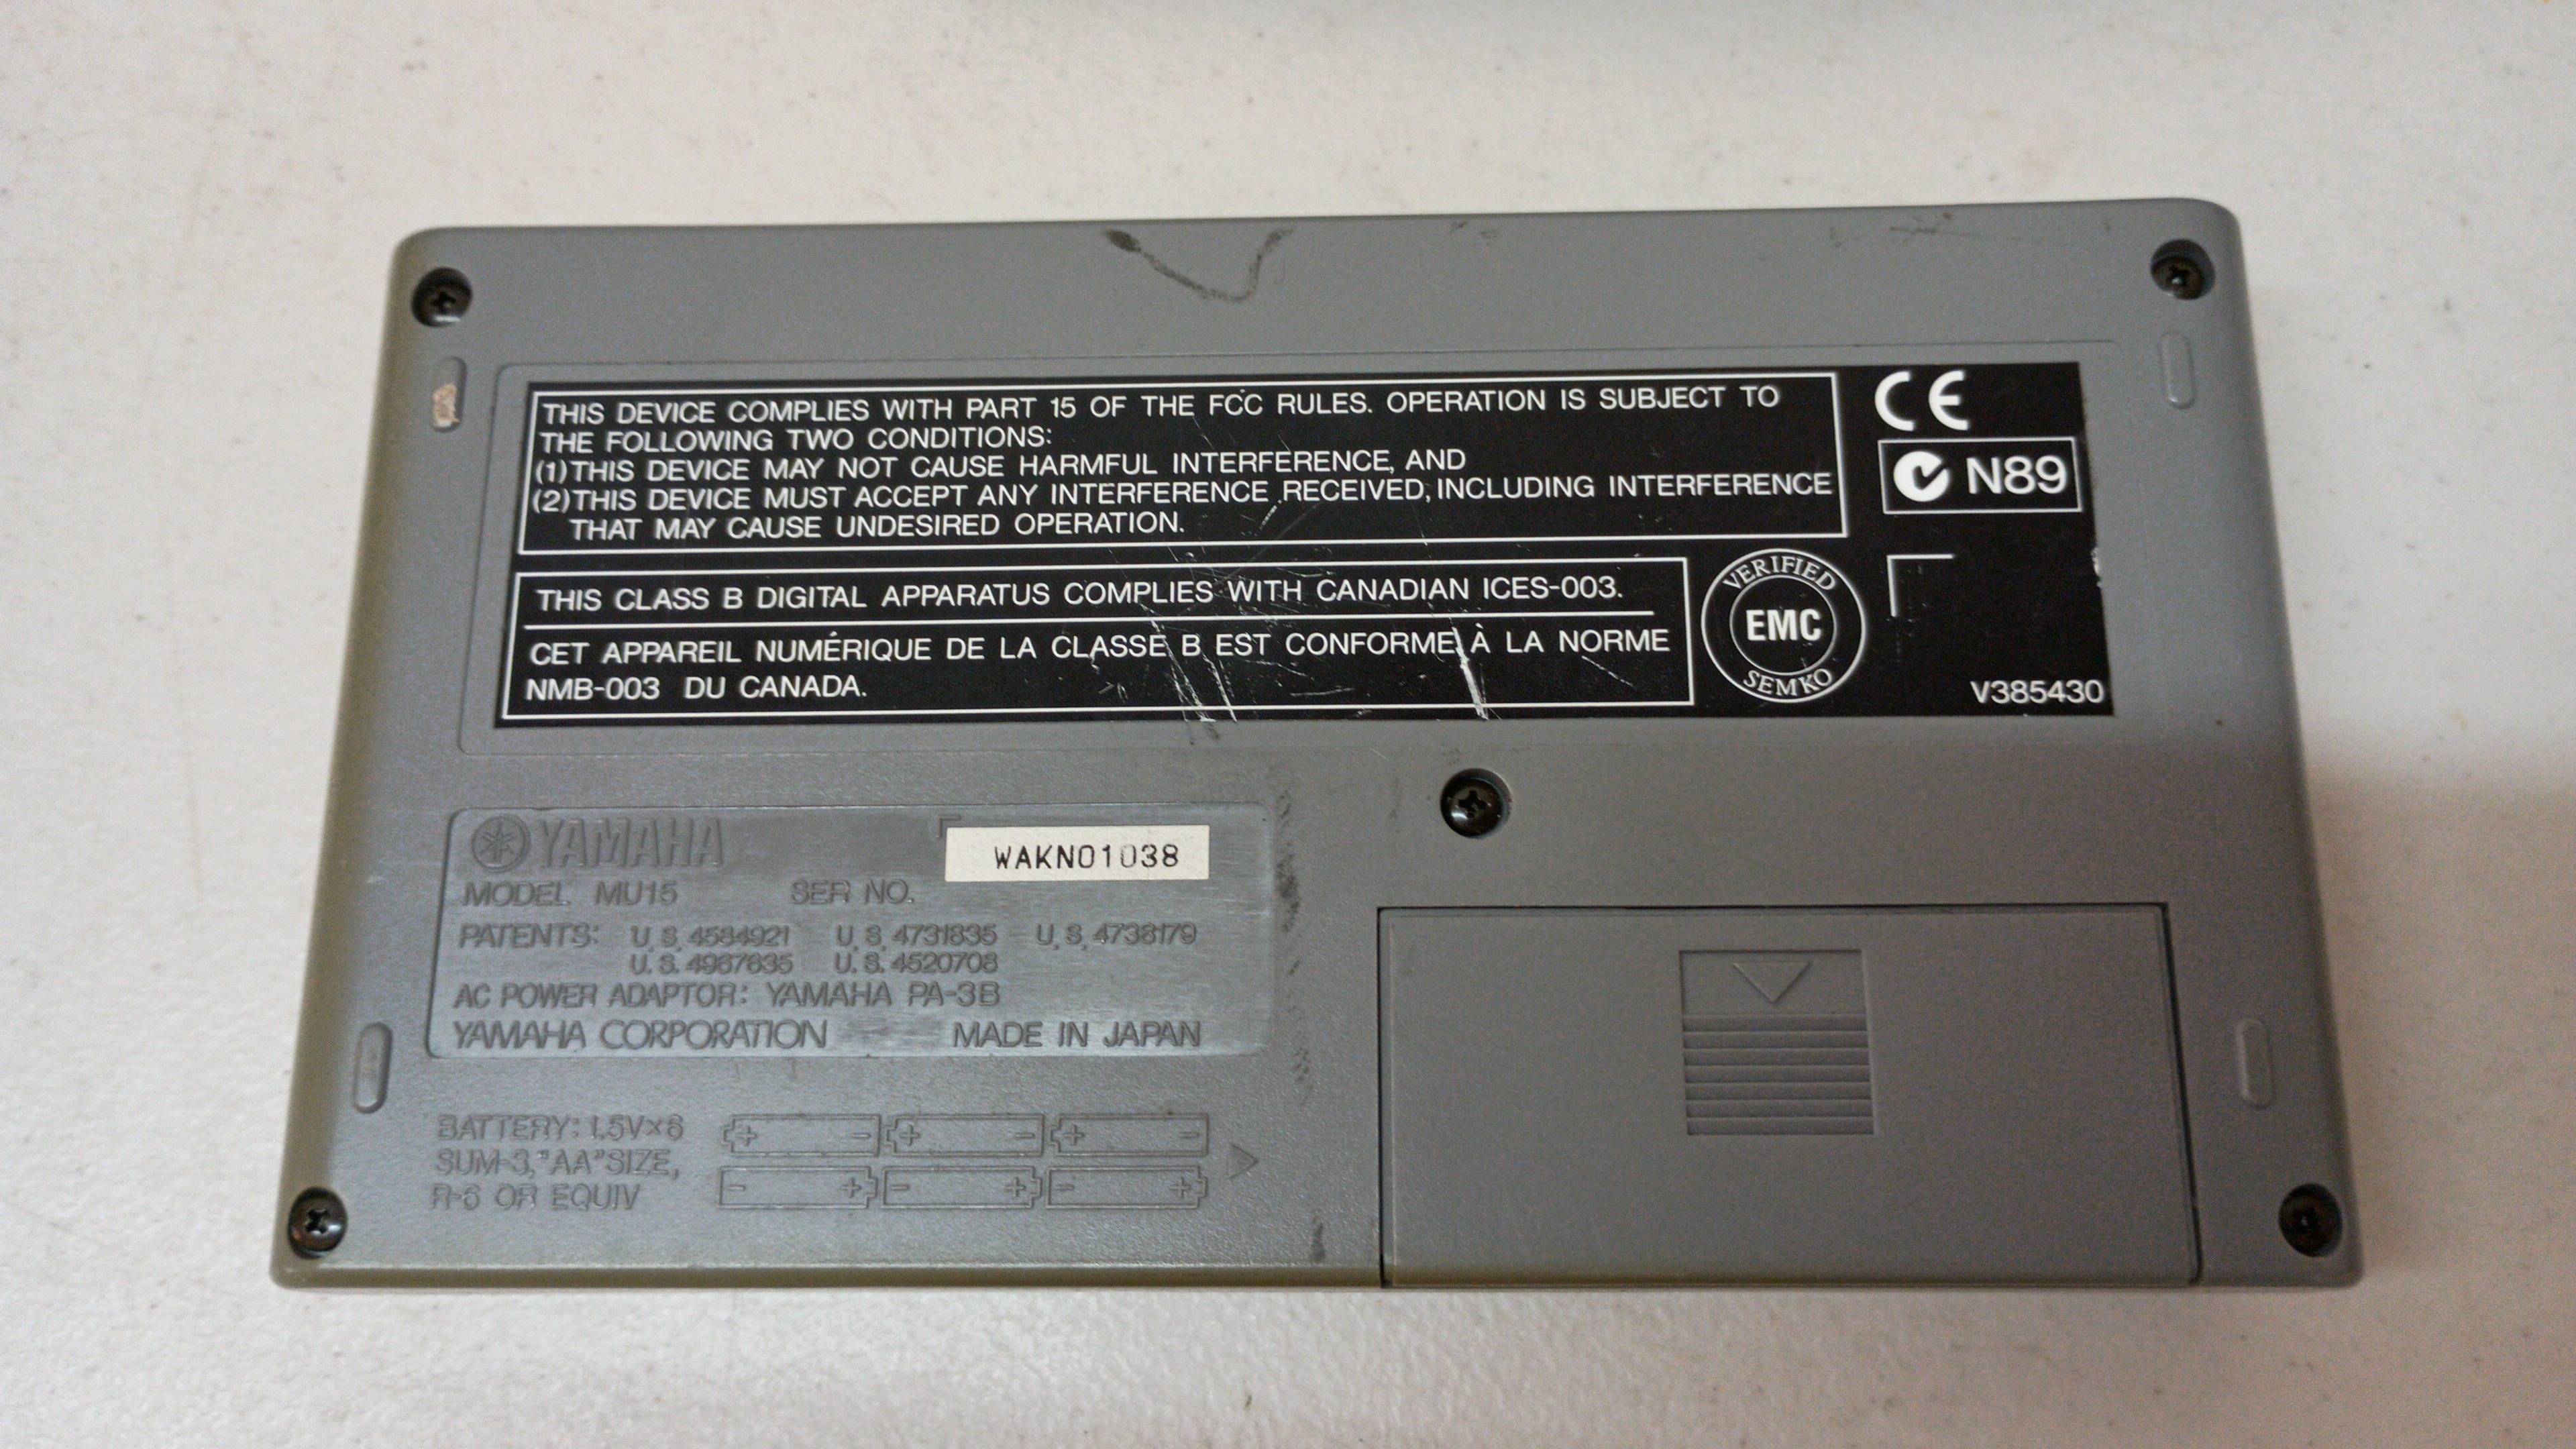 THIS DEVICE COMPLIES WITH PART 15 OF THE FCC RULES. OPERATION IS SUBJECT TO
THE FOLLOWING TWO CONDITIONS:
(1) THIS DEVICE MAY NOT CAUSE HARMFUL INTERFERENCE, AND
(2) THIS DEVICE MUST ACCEPT ANY INTERFERENCE RECEIVED, INCLUDING INTERFERENCE
THAT MAY CAUSE UNDESIRED OPERATION.
CE
N89
THIS CLASS B DIGITAL APPARATUS COMPLIES WITH CANADIAN ICES-003.
CET APPAREIL NUMÉRIQUE DE LA CLASSE B EST CONFORME À LA NORME
NMB-003 DU CANADA.
VERIFIED
EMC
SEMKO
V385430
YAMAHA
WAKN01038
MODEL MU15 SER NO.
PATENTS: U.S. 4584921 U.S. 4731835 U.S. 4738179
U.S. 4967635 U.S. 4520708
AC POWER ADAPTOR: YAMAHA PA-3B
YAMAHA CORPORATION MADE IN JAPAN
BATTERY: 1.5V×6
SUM-3, "AA" SIZE,
R-6 OR EQUIV
+ - + - + -
- + - + - +